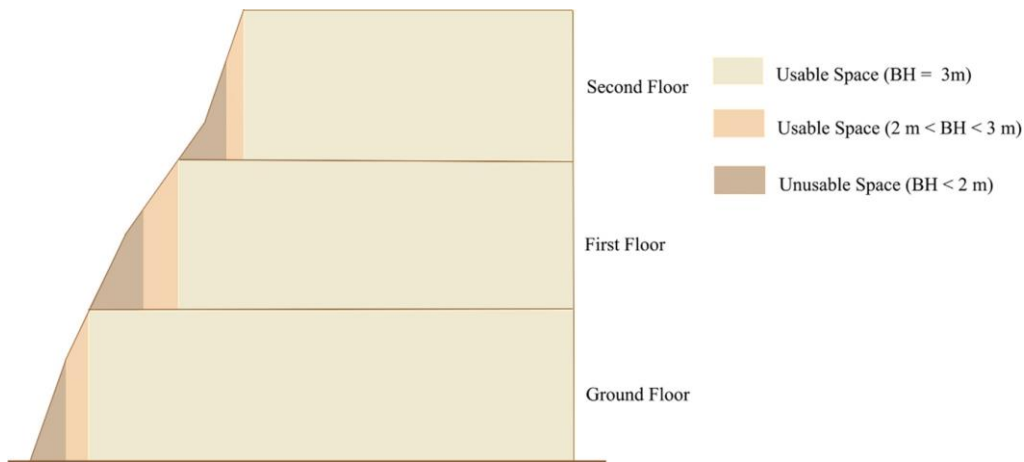 Second Floor
First Floor
Ground Floor
Usable Space (BH = 3m)
Usable Space (2 m < BH < 3 m)
Unusable Space (BH < 2 m)